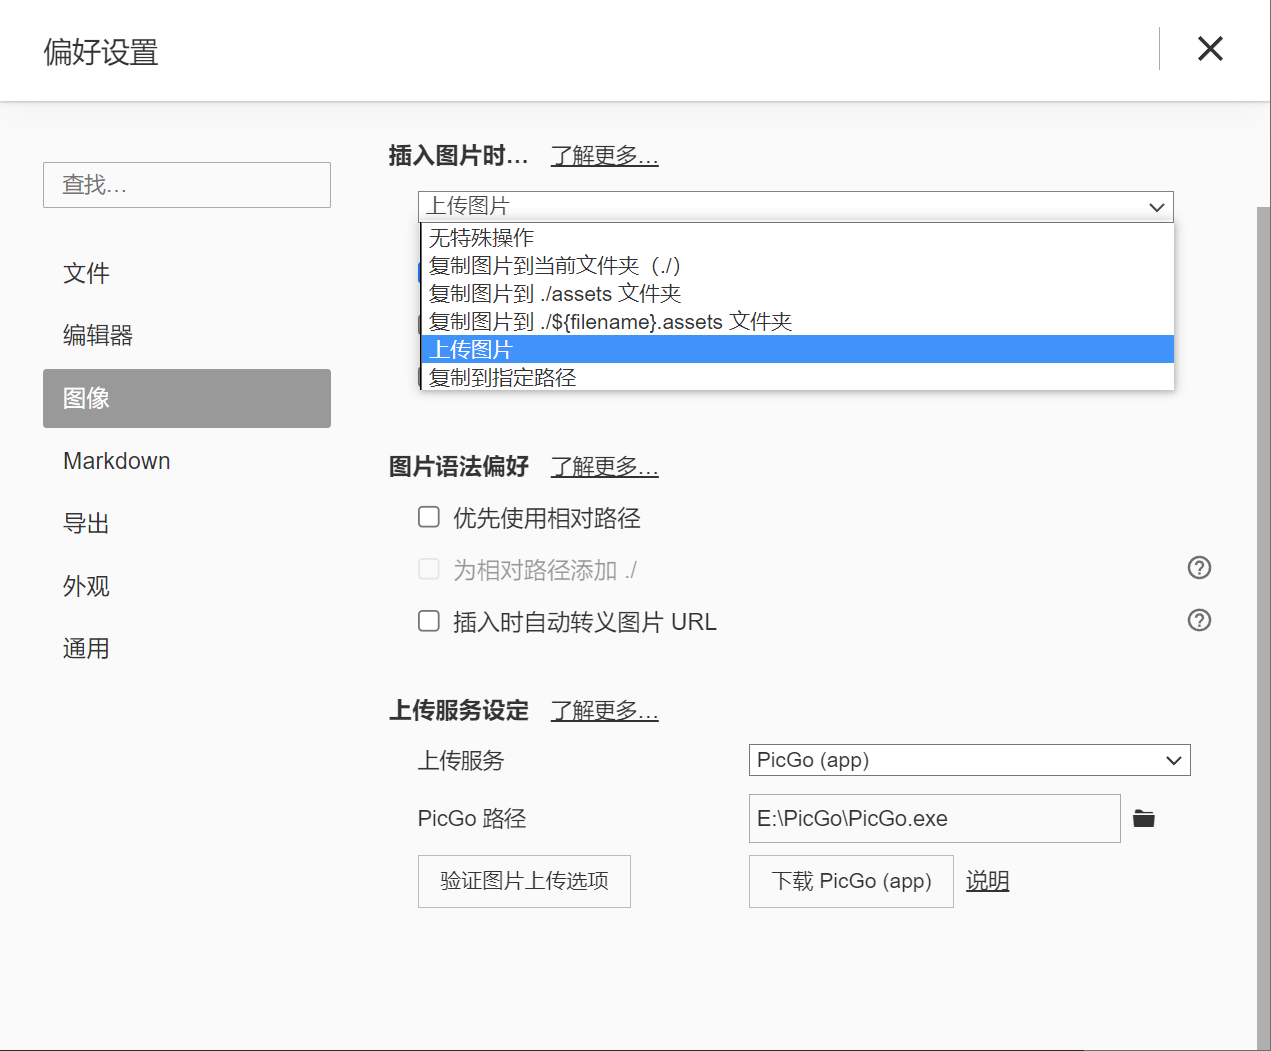 偏好设置
查找...
文件
编辑器
图像
Markdown
导出
外观
通用
插入图片时... 了解更多...
上传图片
无特殊操作
复制图片到当前文件夹（./）
复制图片到 ./assets 文件夹
复制图片到 ./${filename}.assets 文件夹
上传图片
复制到指定路径
图片语法偏好 了解更多...
优先使用相对路径
为相对路径添加 ./
插入时自动转义图片 URL
上传服务设定 了解更多...
上传服务 PicGo (app)
PicGo 路径 E:\PicGo\PicGo.exe
验证图片上传选项 下载 PicGo (app) 说明